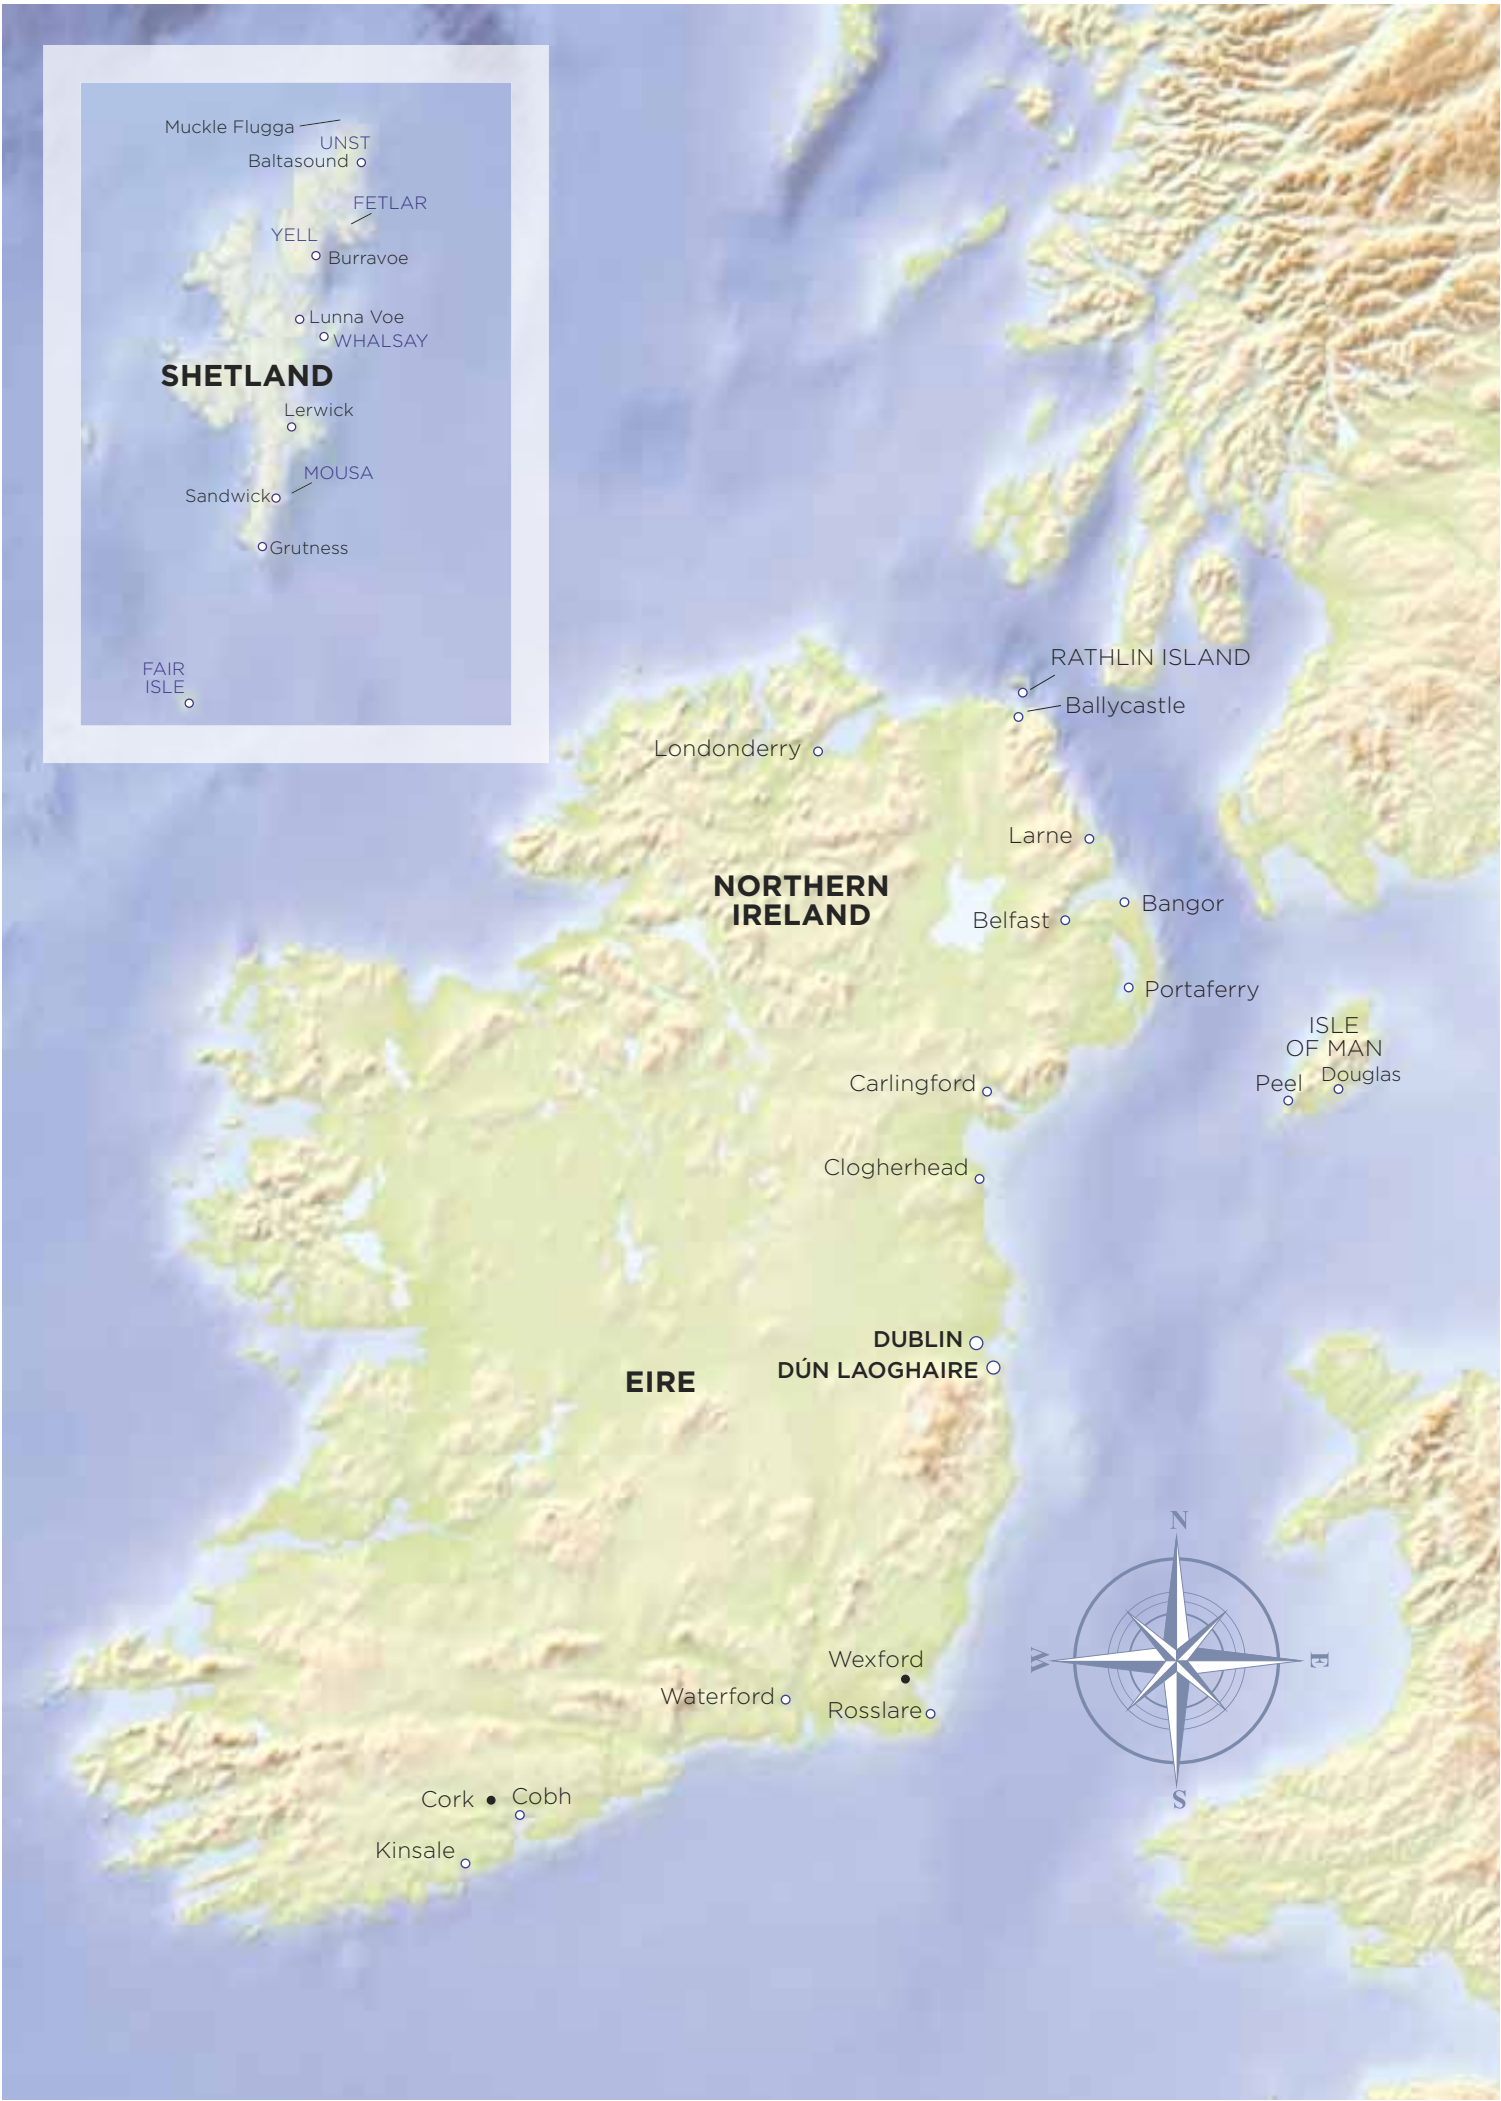 Muckle Flugga
UNST
Baltasound
FETLAR
YELL
Burravoe
Lunna Voe
WHALSAY
SHETLAND
Lerwick
MOUSA
Sandwick
Grutness
FAIR
ISLE
RATHLIN ISLAND
Ballycastle
Londonderry
Larne
NORTHERN
IRELAND
Bangor
Belfast
Portaferry
ISLE
OF MAN
Douglas
Peel
Carlingford
Clogherhead
DUBLIN
DÚN LAOGHAIRE
EIRE
N
W
E
S
Wexford
Waterford
Rosslare
Cork
Cobh
Kinsale